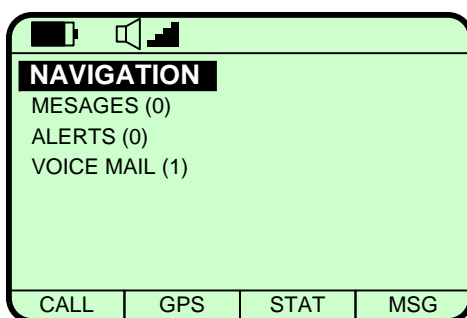 NAVIGATION
MESAGES (0)
ALERTS (0)
VOICE MAIL (1)
CALL GPS STAT MSG